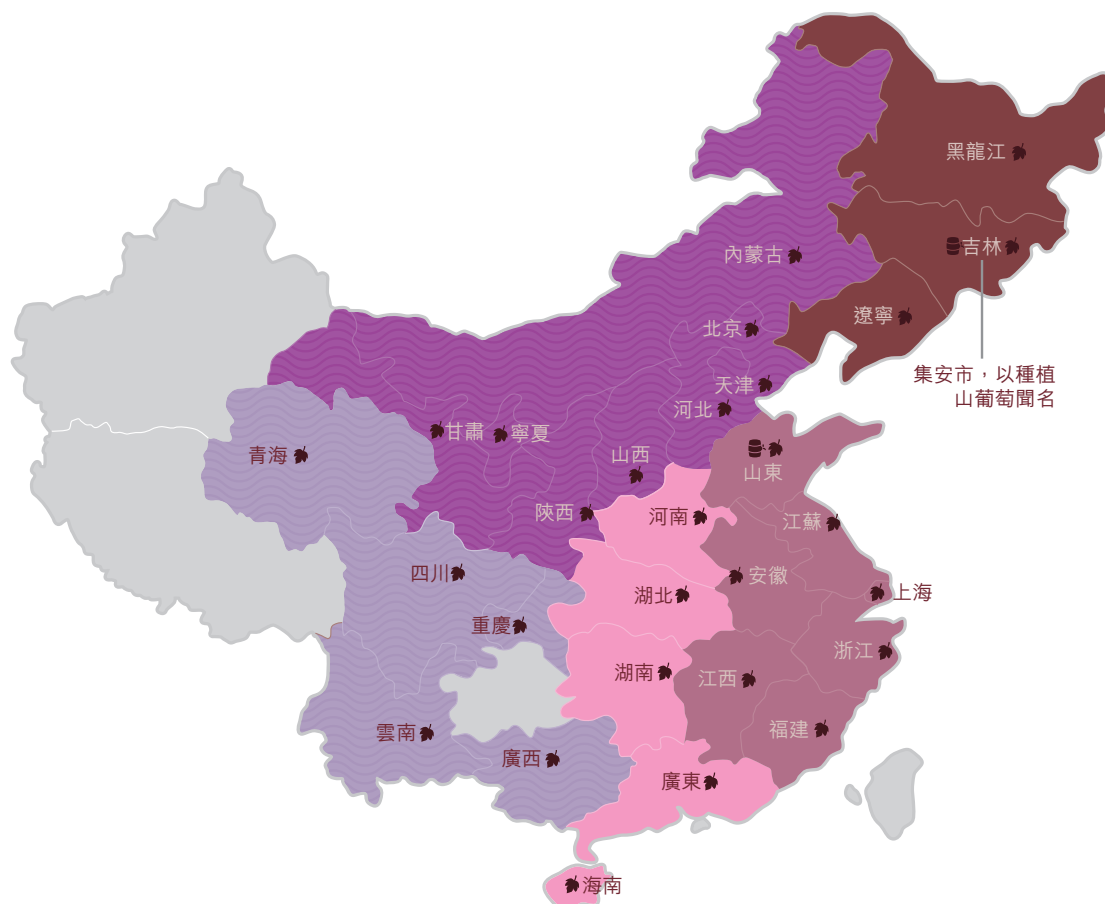 黑龍江
吉林
內蒙古
遼寧
北京
集安市，以種植
山葡萄聞名
天津
河北
甘肅
寧夏
青海
山西
山東
陝西
河南
江蘇
四川
安徽
湖北
上海
重慶
浙江
湖南
江西
雲南
福建
廣西
廣東
海南